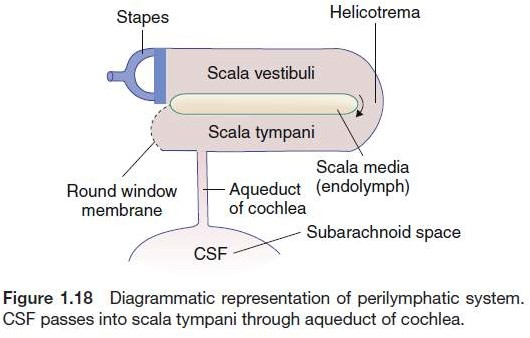 Stapes
Helicotrema
Scala vestibuli
Scala tympani
Scala media
(endolymph)
Round window
membrane
Aqueduct
of cochlea
Subarachnoid space
CSF
Figure 1.18 Diagrammatic representation of perilymphatic system.
CSF passes into scala tympani through aqueduct of cochlea.